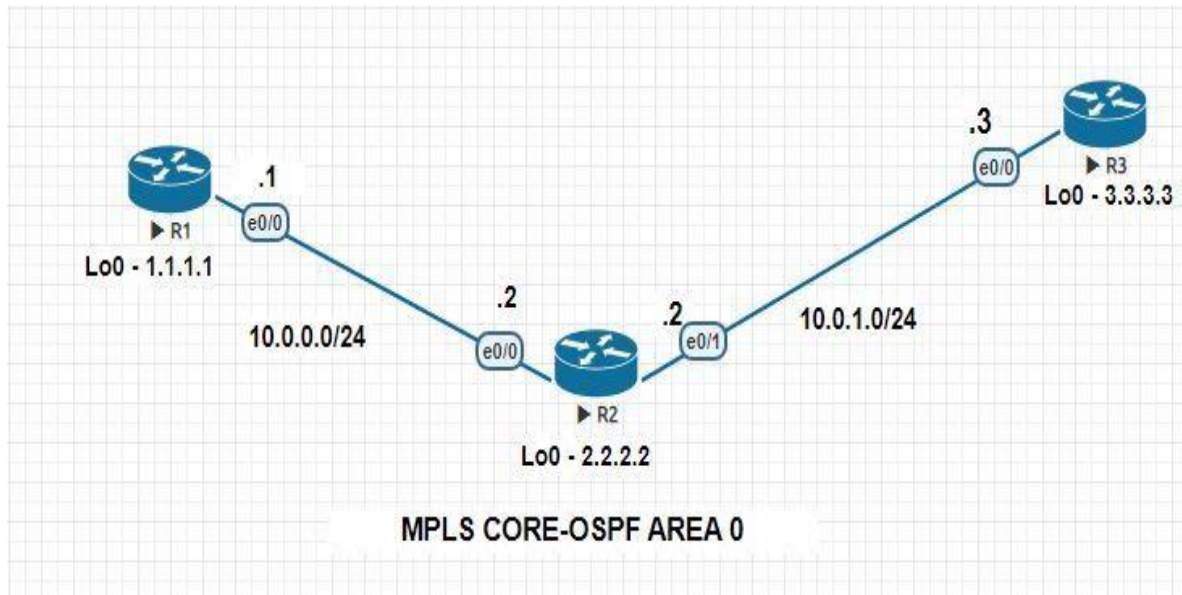 .1
e0/0
R1
Lo0 - 1.1.1.1
10.0.0.0/24
.2
e0/0
R2
Lo0 - 2.2.2.2
.2
e0/1
10.0.1.0/24
.3
e0/0
R3
Lo0 - 3.3.3.3
MPLS CORE-OSPF AREA 0